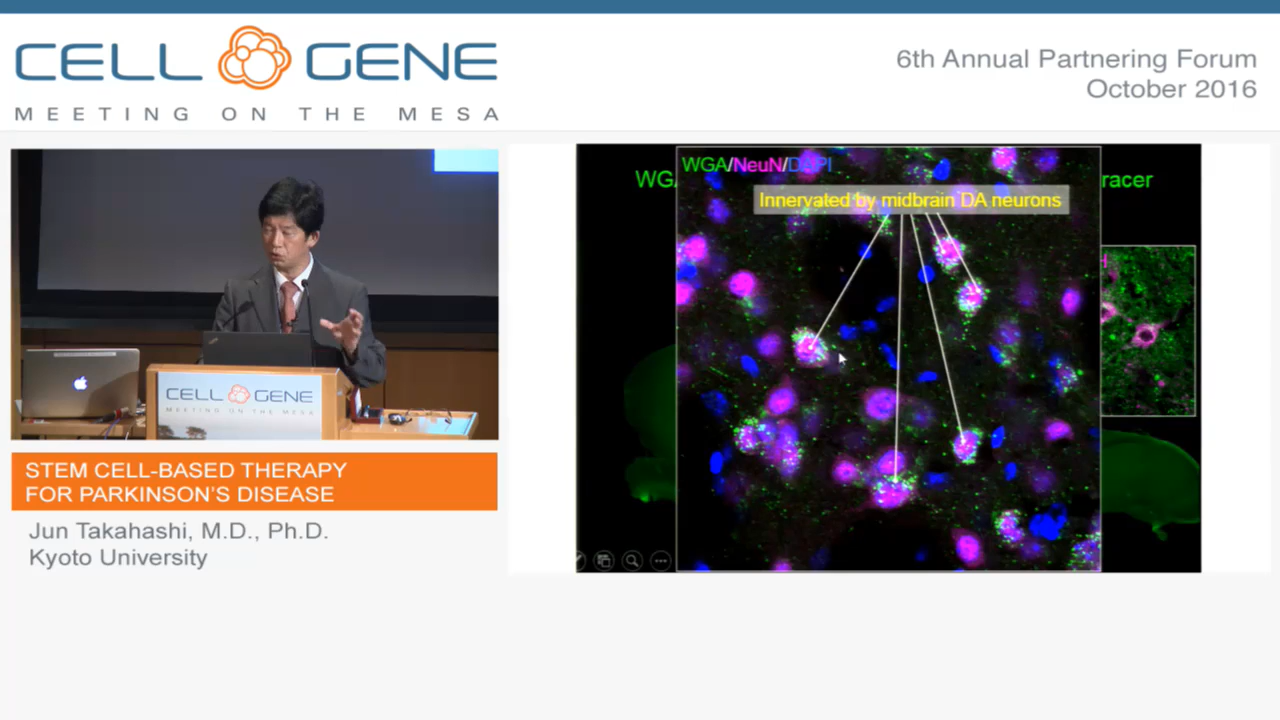 CELL GENE
MEETING ON THE MESA
6th Annual Partnering Forum
October 2016
WGA/NeuN/DAPI
WG
racer
Innervated by midbrain DA neurons
CELL GENE
MEETING ON THE MESA
STEM CELL-BASED THERAPY
FOR PARKINSON'S DISEASE
Jun Takahashi, M.D., Ph.D.
Kyoto University